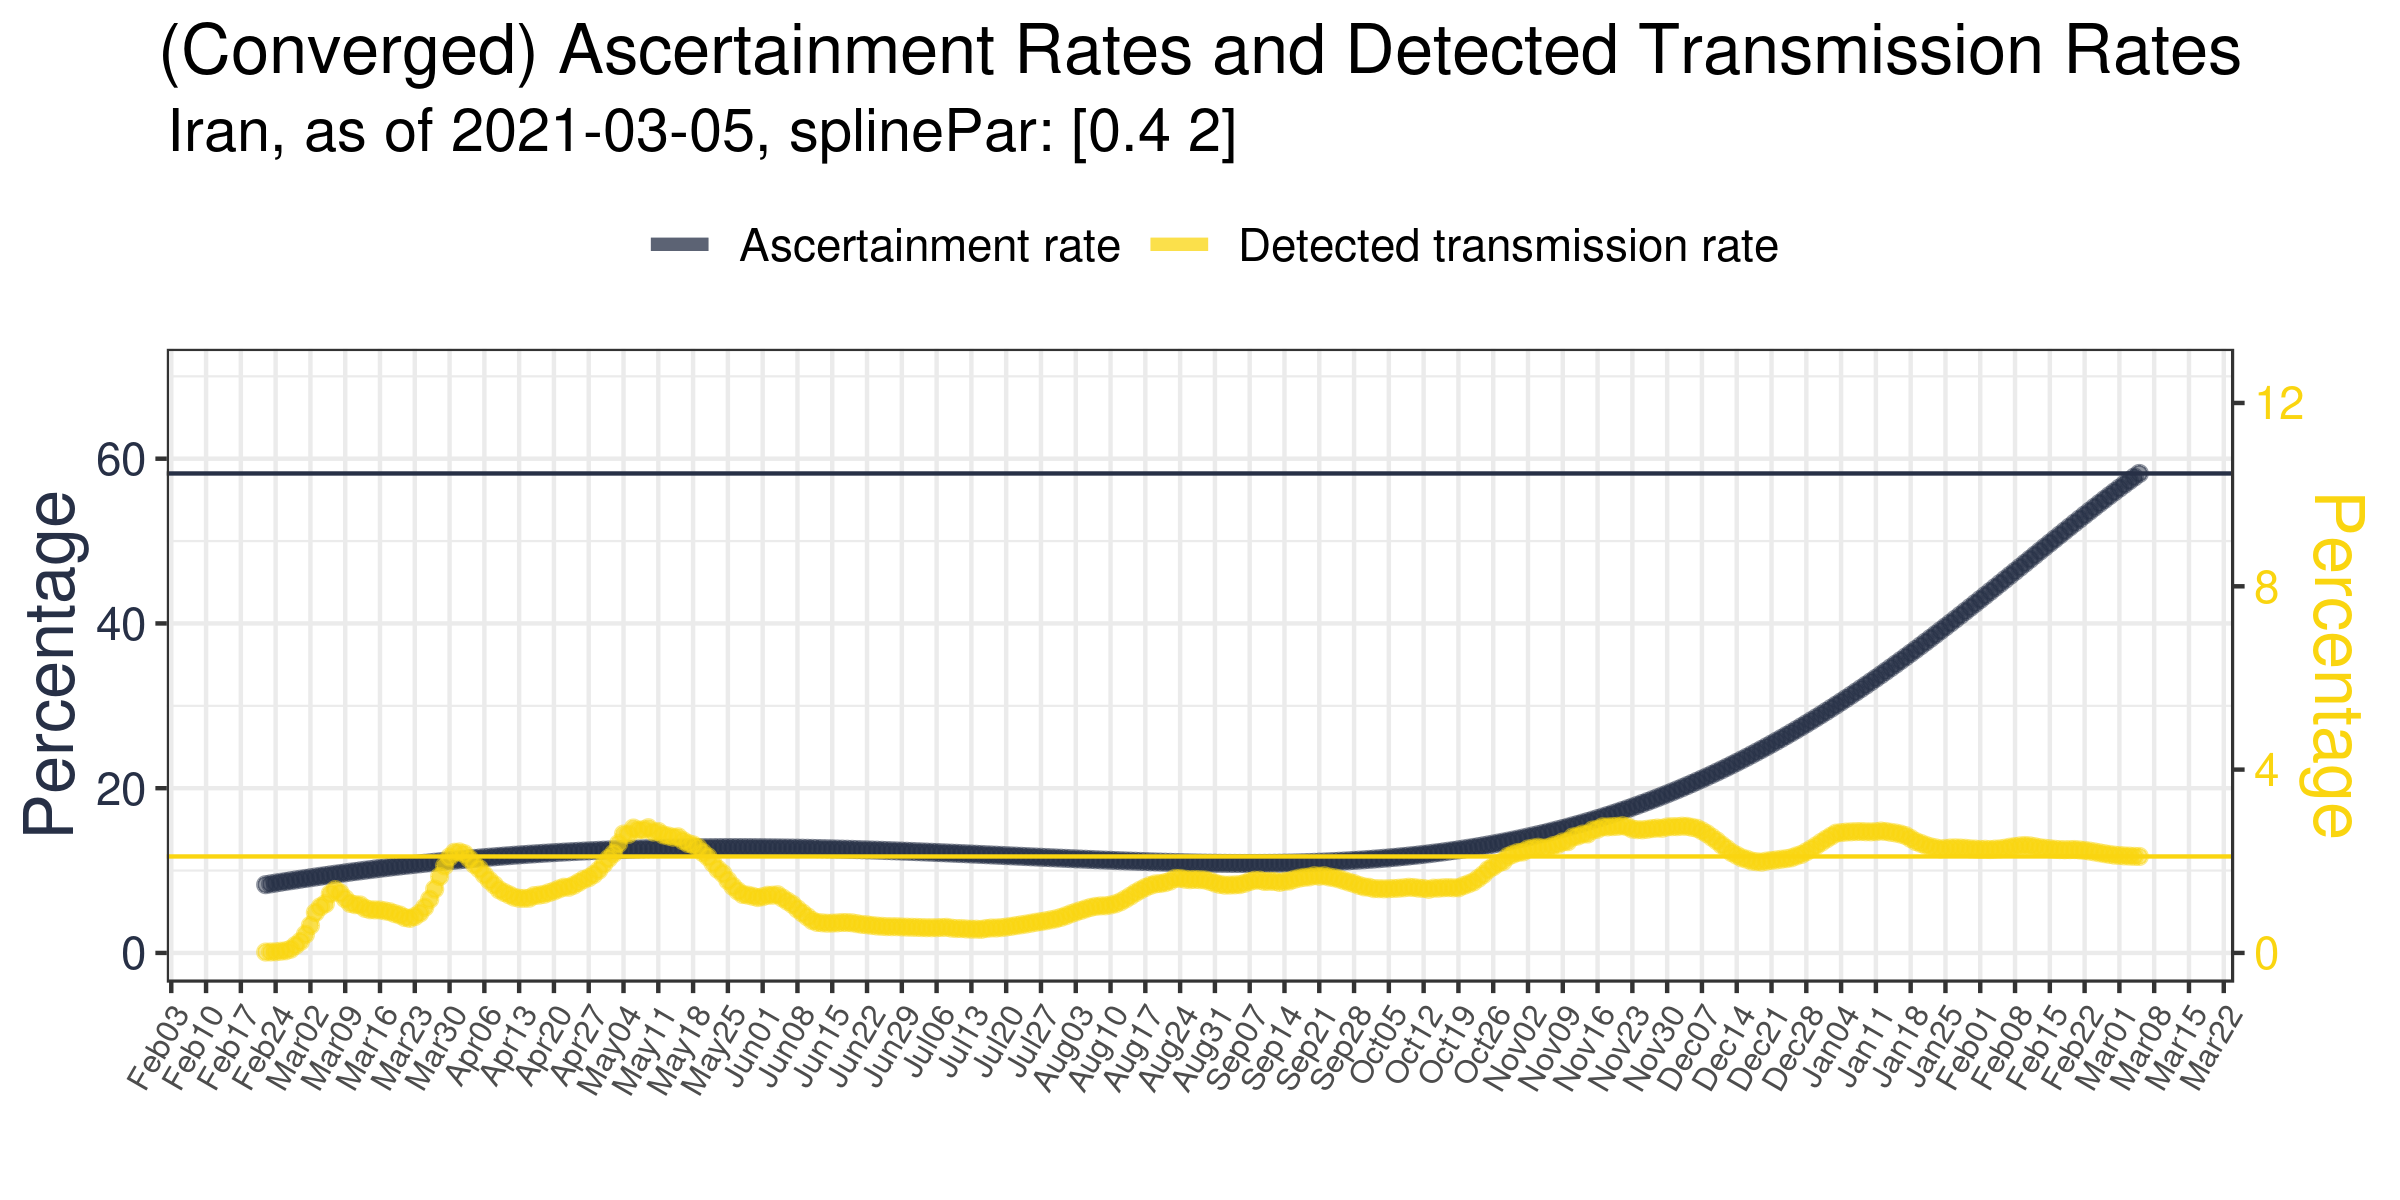 (Converged) Ascertainment Rates and Detected Transmission Rates
Iran, as of 2021-03-05, splinePar: [0.4 2]
Ascertainment rate Detected transmission rate
Percentage
60
40
20
0
12
8
4
0
Percentage
Feb03 Feb10 Feb17 Feb24 Mar02 Mar09 Mar16 Mar23 Mar30 Apr06 Apr13 Apr20 Apr27 May04 May11 May18 May25 Jun01 Jun08 Jun15 Jun22 Jun29 Jul06 Jul13 Jul20 Jul27 Aug03 Aug10 Aug17 Aug24 Aug31 Sep07 Sep14 Sep21 Sep28 Oct05 Oct12 Oct19 Oct26 Nov02 Nov09 Nov16 Nov23 Nov30 Dec07 Dec14 Dec21 Dec28 Jan04 Jan11 Jan18 Jan25 Feb01 Feb08 Feb15 Feb22 Mar01 Mar08 Mar15 Mar22